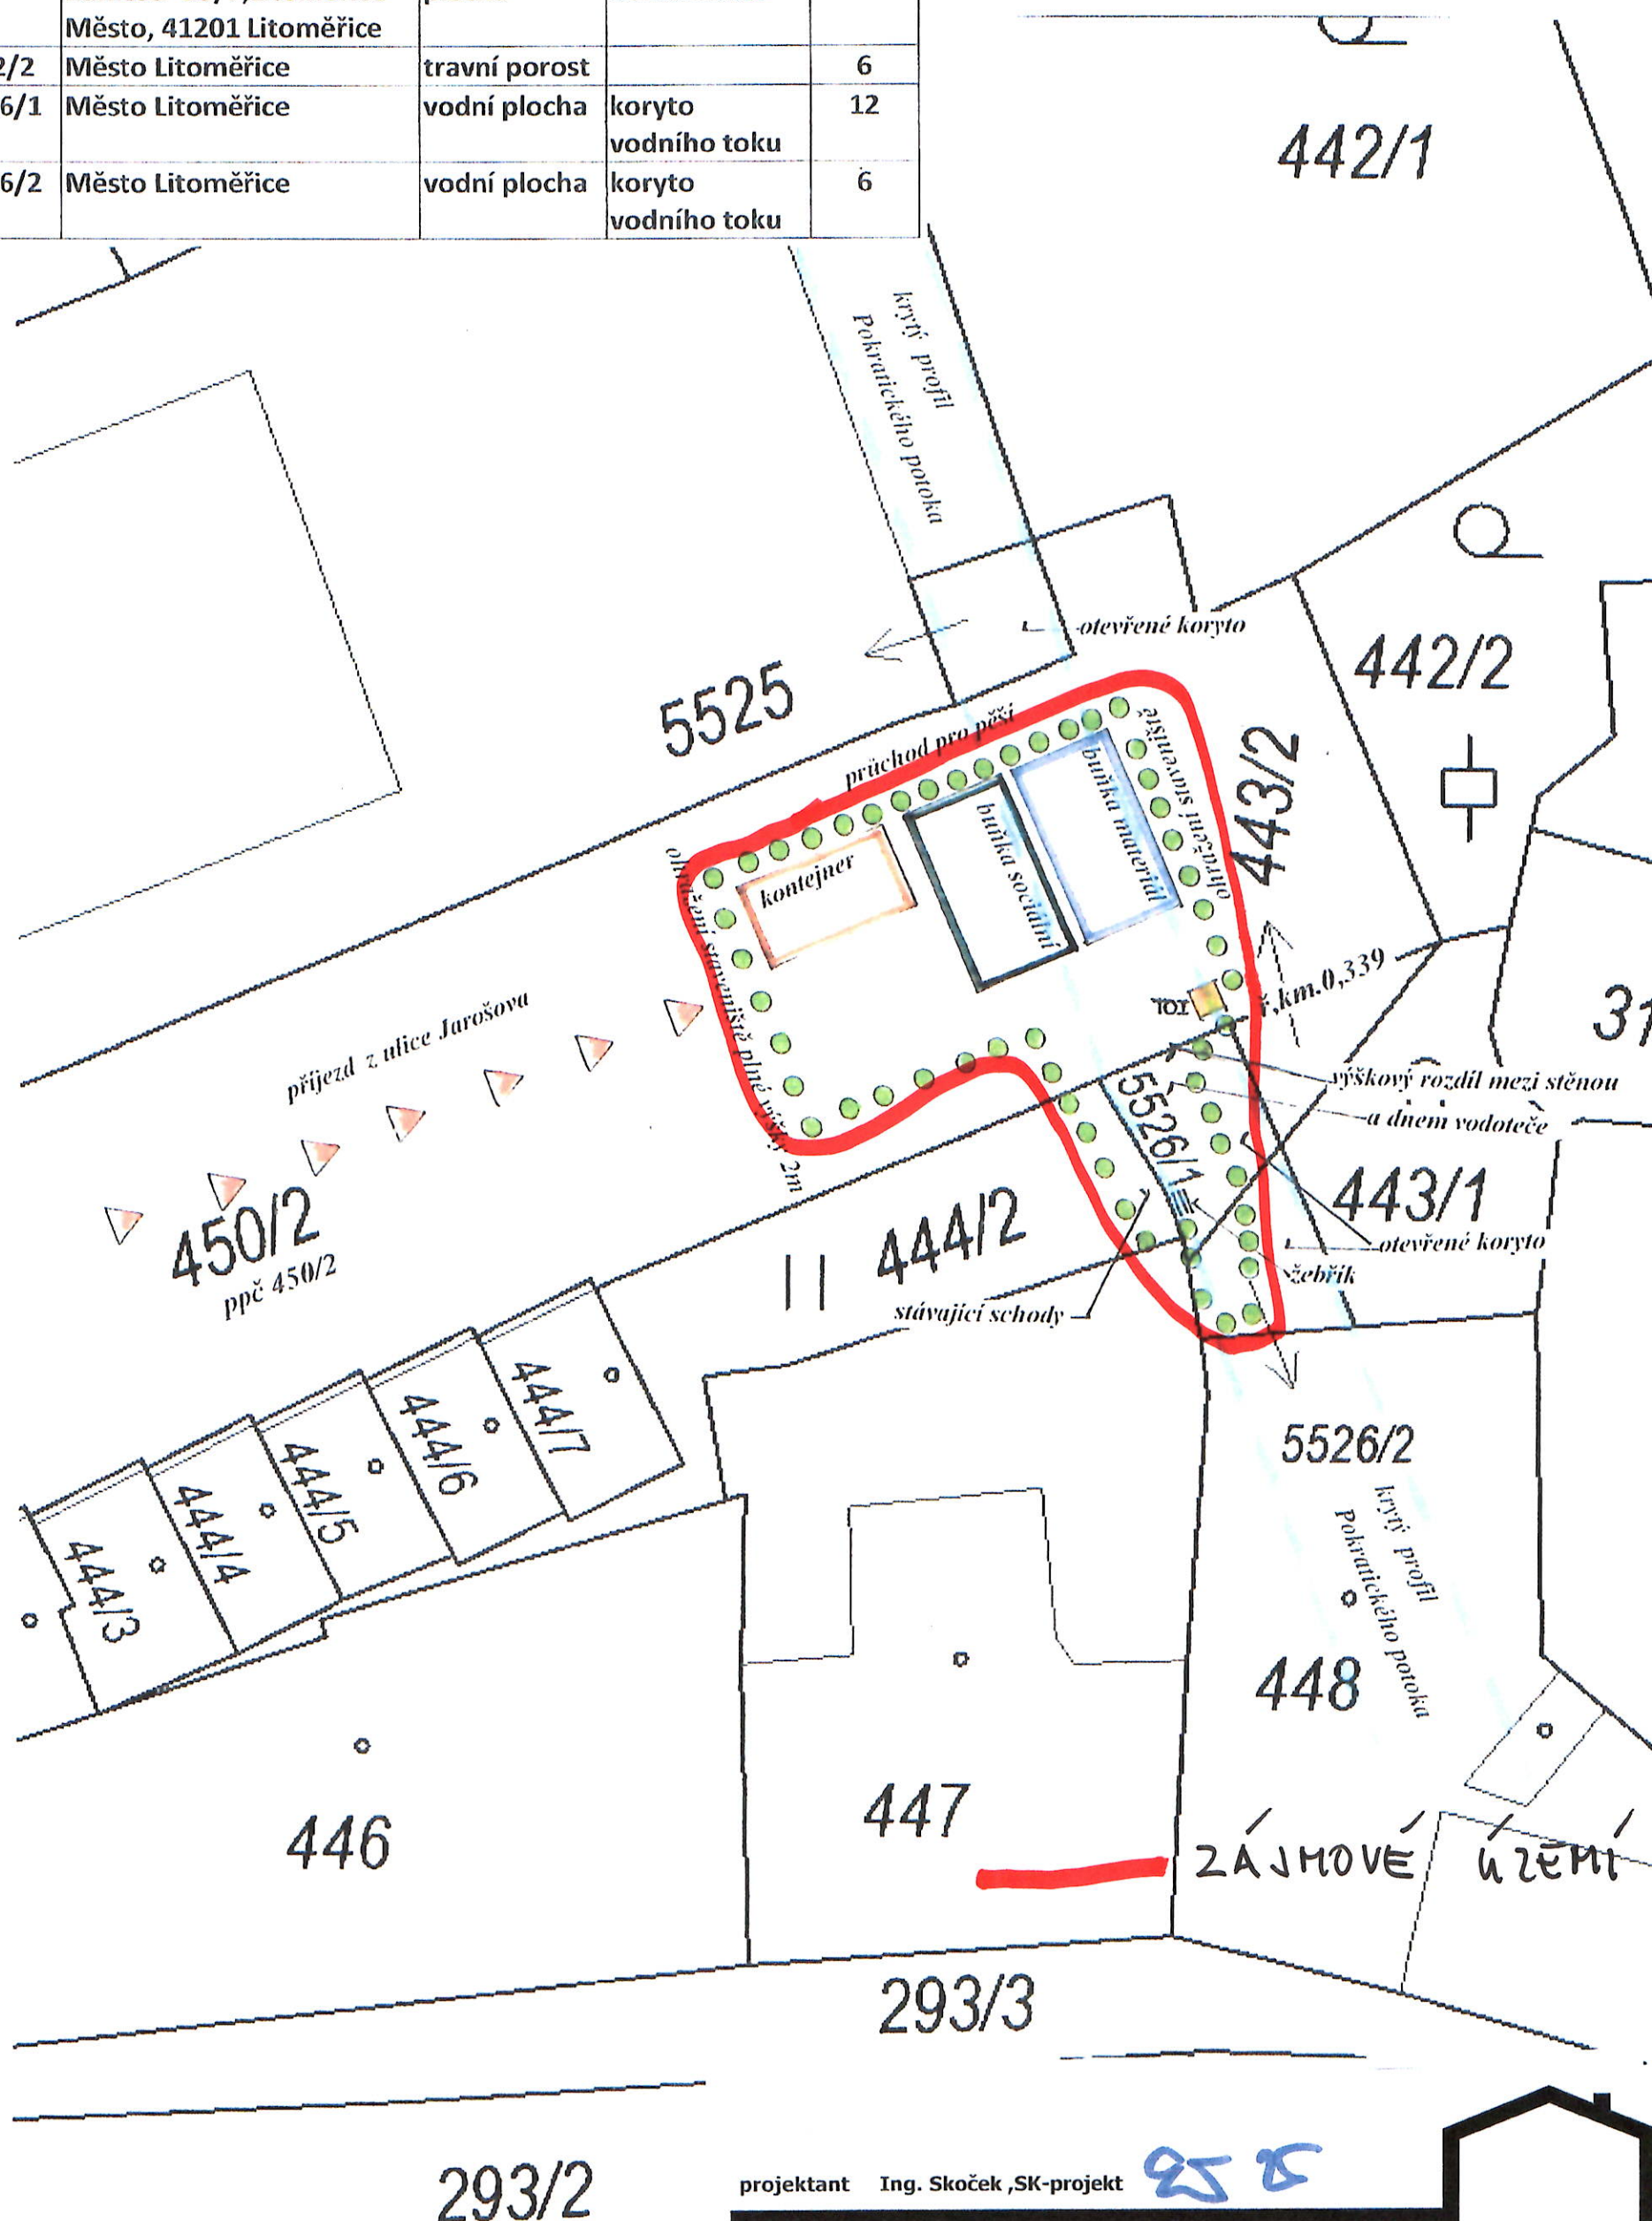 Město, 41201 Litoměřice
2/2 Město Litoměřice travní porost 6
6/1 Město Litoměřice vodní plocha koryto 12
vodního toku
6/2 Město Litoměřice vodní plocha koryto 6
vodního toku
442/1
krytý profil
Pokratického potoka
otevřené koryto
442/2
5525
443/2
průchod pro pěší
ohražení staveniště
buňka materiál
buňka sociální
kontejner
ohražení staveniště plné výšky 2m
TOI
ř.km.0,339
31
příjezd z ulice Jarošova
výškový rozdíl mezi stěnou
a dnem vodoteče
5526/1
443/1
450/2
ppč 450/2
444/2
otevřené koryto
žebřík
stávající schody
444/7
444/6
444/5
444/4
444/3
5526/2
krytý profil
Pokratického potoka
448
447
446
ZÁJMOVÉ ÚZEMÍ
293/3
293/2
projektant Ing. Skoček ,SK-projekt